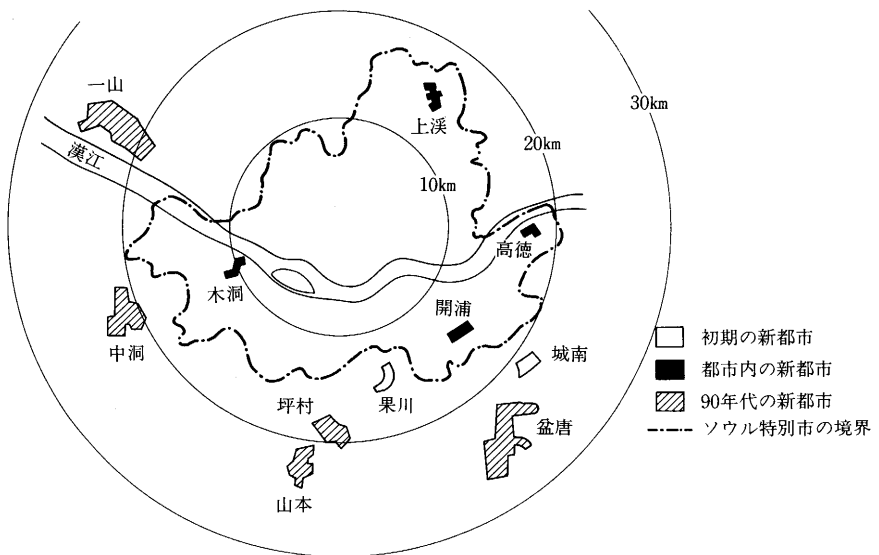 一山
漢江
上渓
30km
20km
10km
高徳
木洞
開浦
中洞
城南
坪村
果川
盆唐
山本
初期の新都市
都市内の新都市
90年代の新都市
ソウル特別市の境界